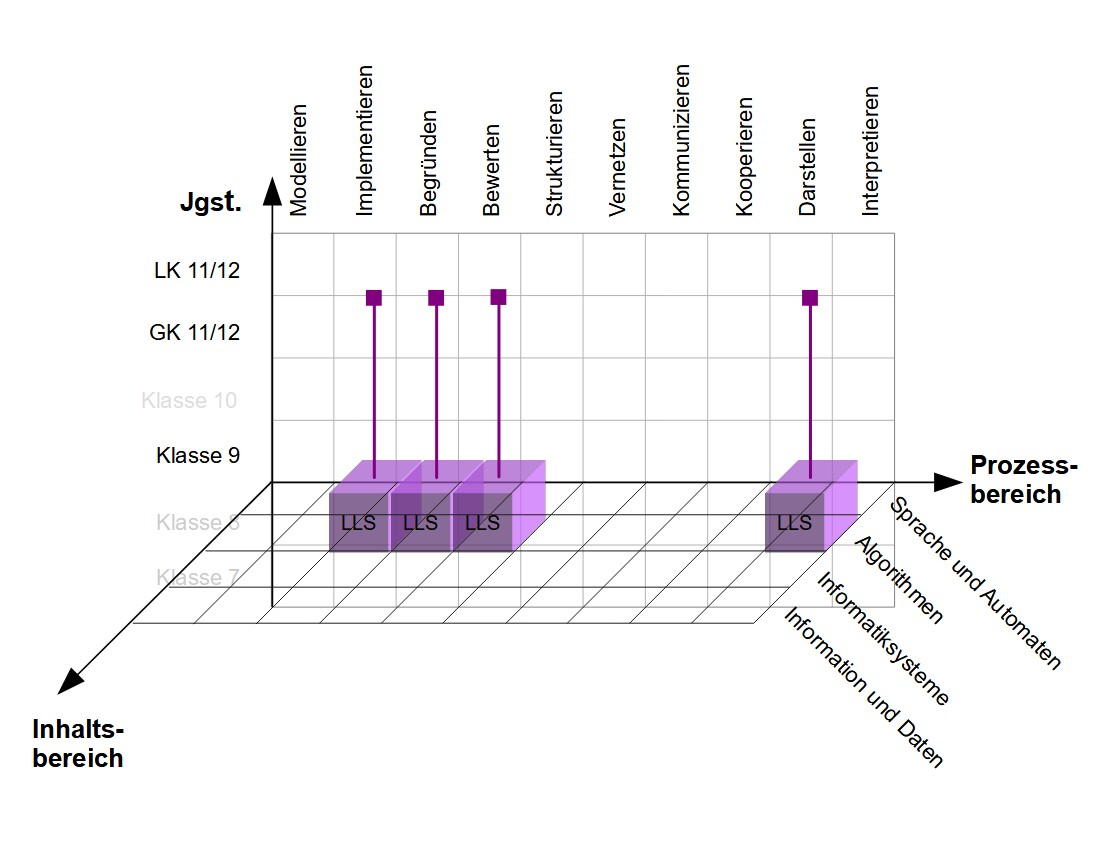 Modellieren
Implementieren
Begründen
Bewerten
Strukturieren
Vernetzen
Kommunizieren
Kooperieren
Darstellen
Interpretieren
Jgst.
LK 11/12
GK 11/12
Klasse 10
Klasse 9
Klasse 8
Klasse 7
Prozess-
bereich
LLS
LLS
LLS
LLS
Sprache und Automaten
Algorithmen
Informatiksysteme
Information und Daten
Inhalts-
bereich